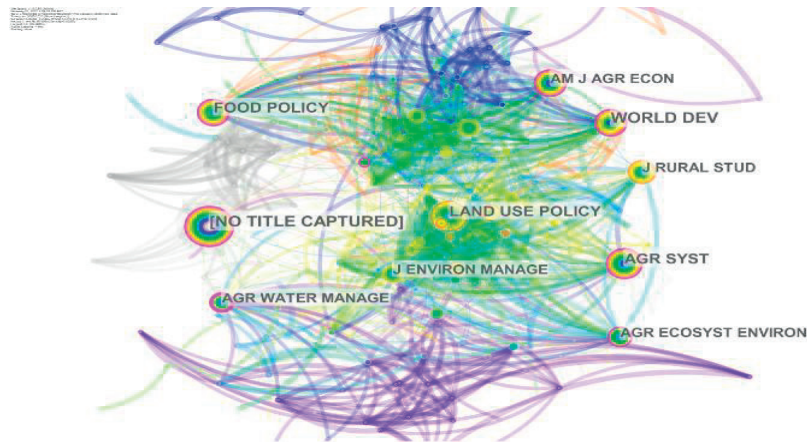 AM J AGR ECON
FOOD POLICY
WORLD DEV
J RURAL STUD
LAND USE POLICY
[NO TITLE CAPTURED]
AGR SYST
J ENVIRON MANAGE
AGR WATER MANAGE
AGR ECOSYST ENVIRON